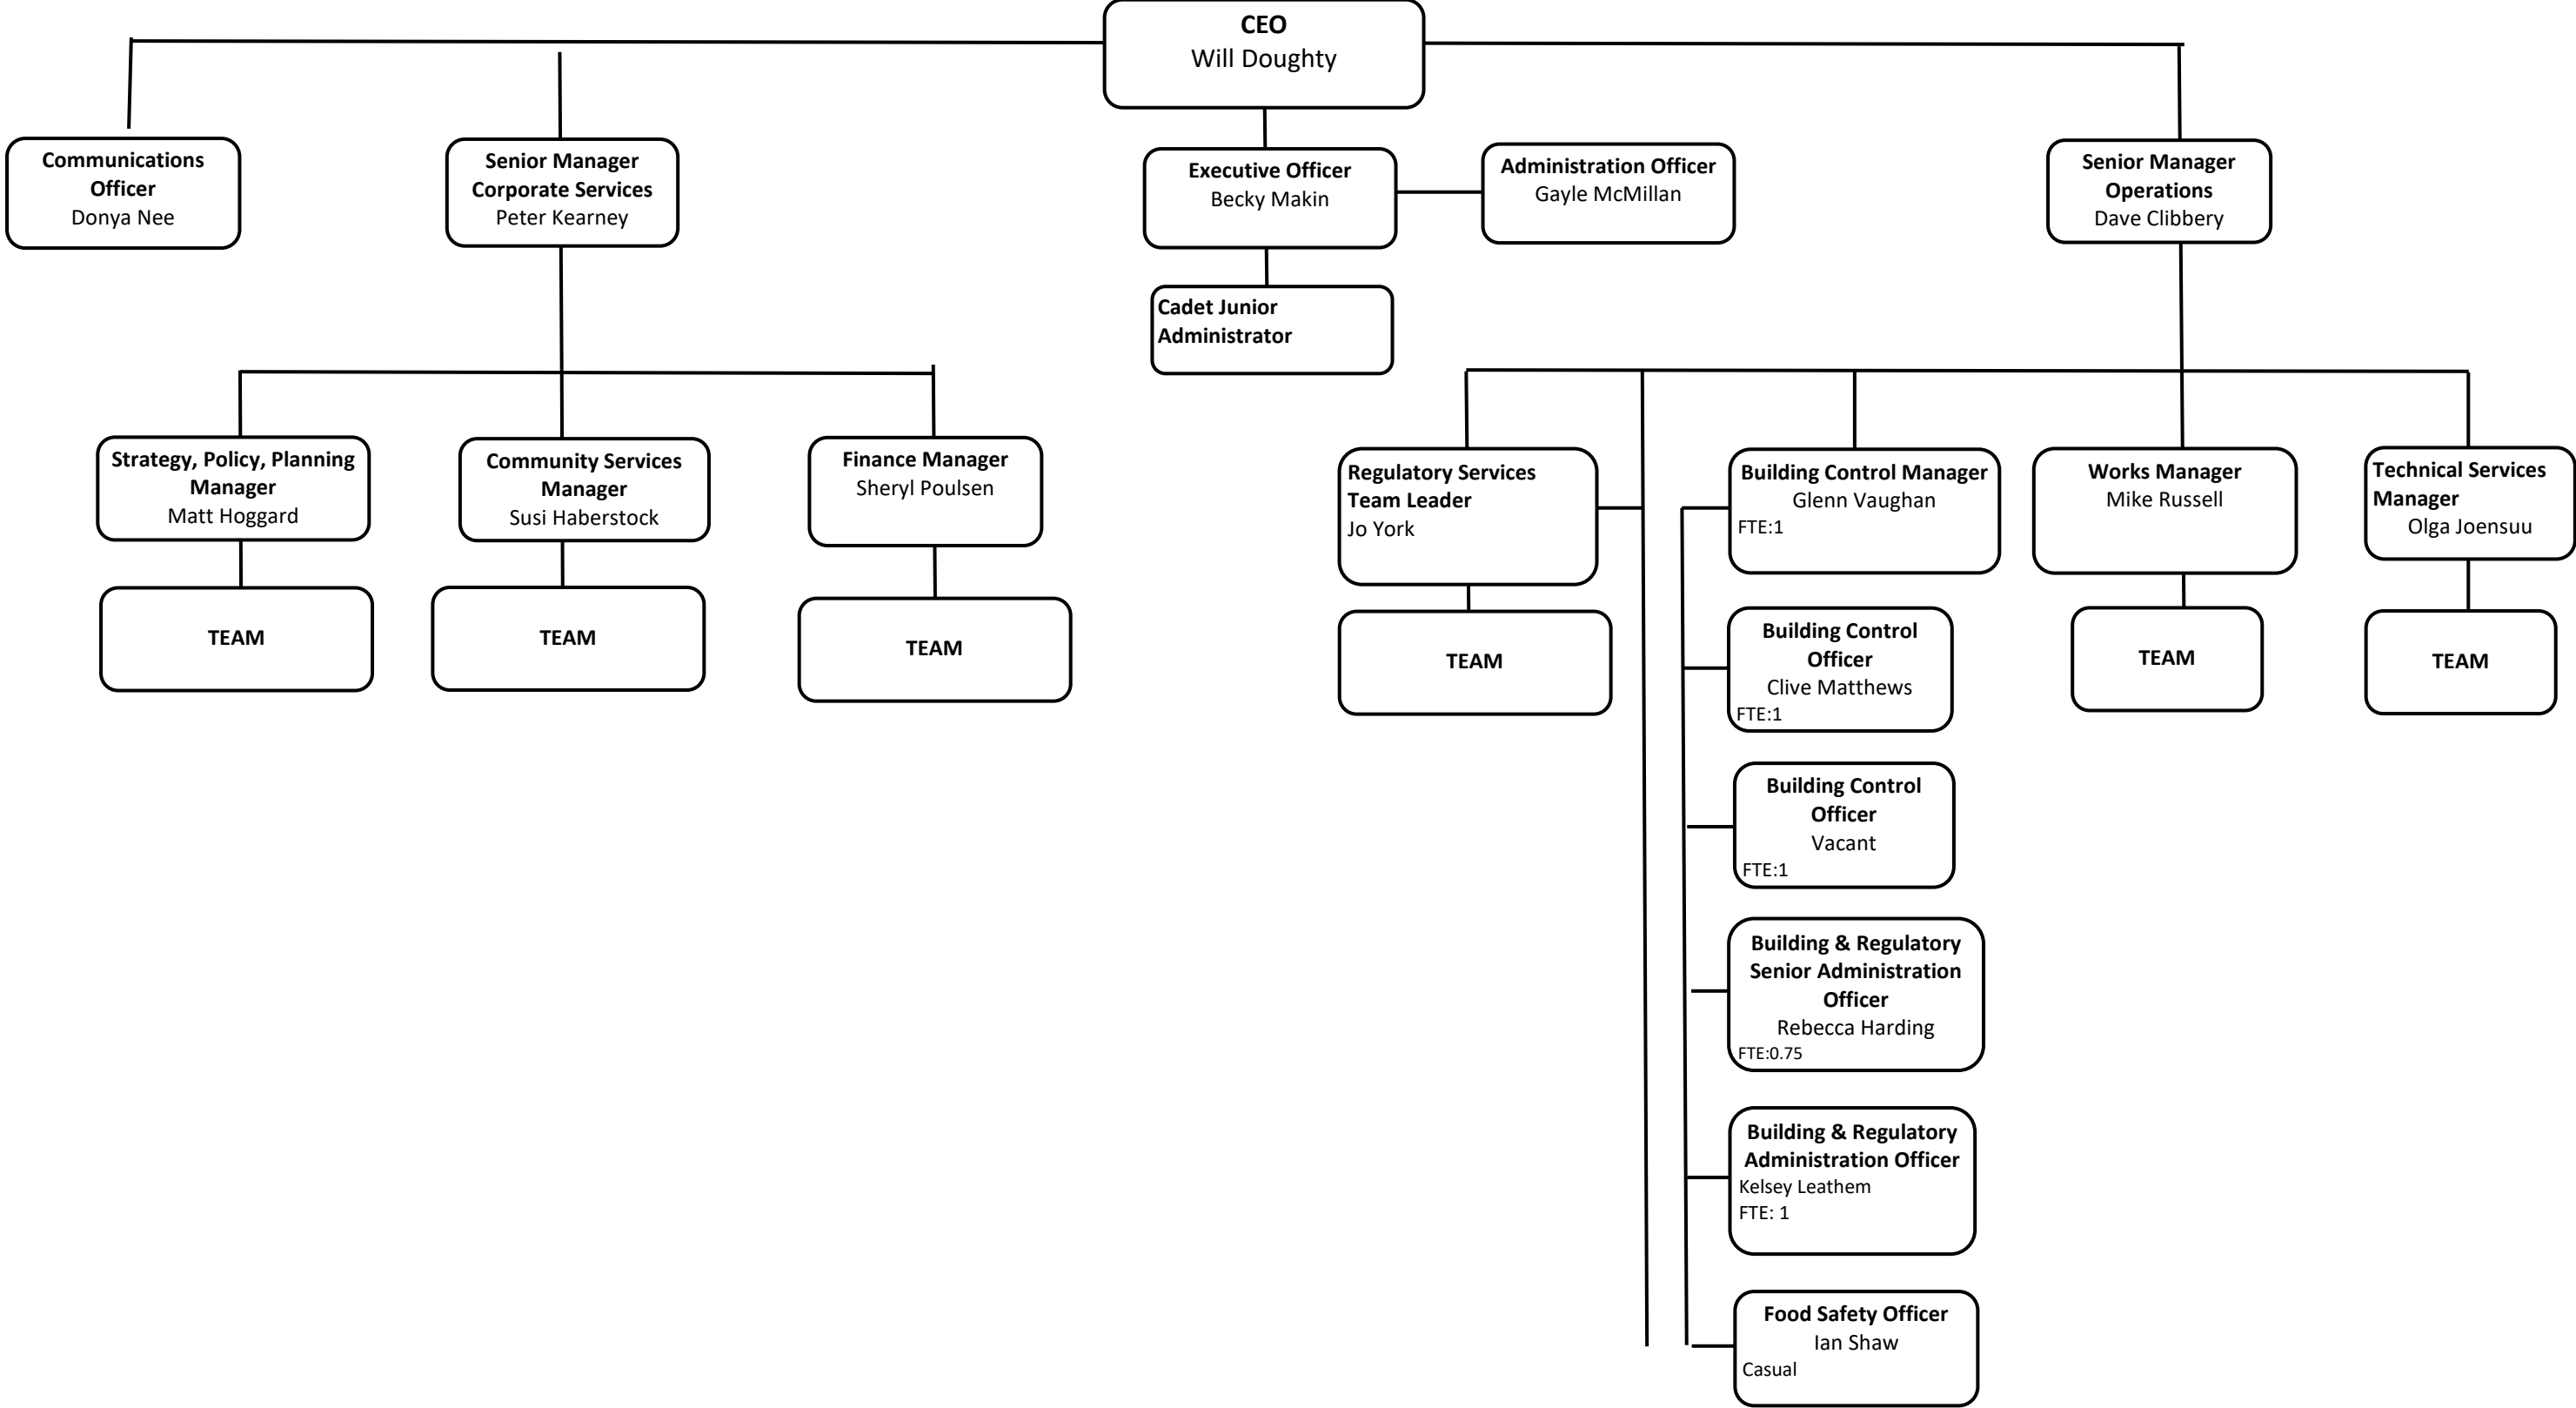 CEO
Will Doughty
Communications
Officer
Donya Nee
Senior Manager
Corporate Services
Peter Kearney
Executive Officer
Becky Makin
Administration Officer
Gayle McMillan
Senior Manager
Operations
Dave Clibbery
Cadet Junior
Administrator
Strategy, Policy, Planning
Manager
Matt Hoggard
Community Services
Manager
Susi Haberstock
Finance Manager
Sheryl Poulsen
Regulatory Services
Team Leader
Jo York
Building Control Manager
Glenn Vaughan
FTE:1
Works Manager
Mike Russell
Technical Services
Manager
Olga Joensuu
TEAM
TEAM
TEAM
TEAM
Building Control
Officer
Clive Matthews
FTE:1
TEAM
TEAM
Building Control
Officer
Vacant
FTE:1
Building & Regulatory
Senior Administration
Officer
Rebecca Harding
FTE:0.75
Building & Regulatory
Administration Officer
Kelsey Leathem
FTE: 1
Food Safety Officer
Ian Shaw
Casual